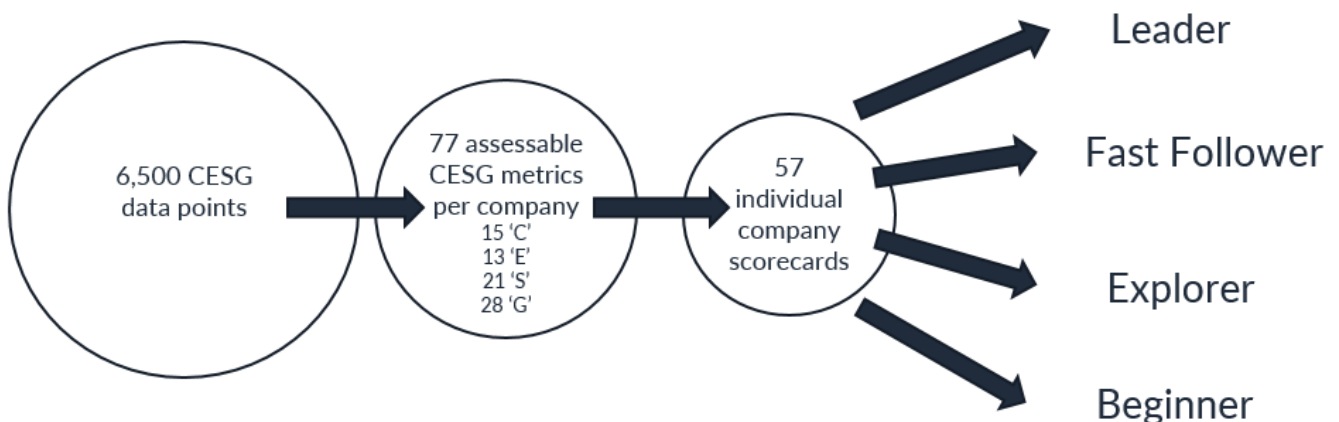 6,500 CESG
data points
77 assessable
CESG metrics
per company
15 ‘C’
13 ‘E’
21 ‘S’
28 ‘G’
57
individual
company
scorecards
Leader
Fast Follower
Explorer
Beginner